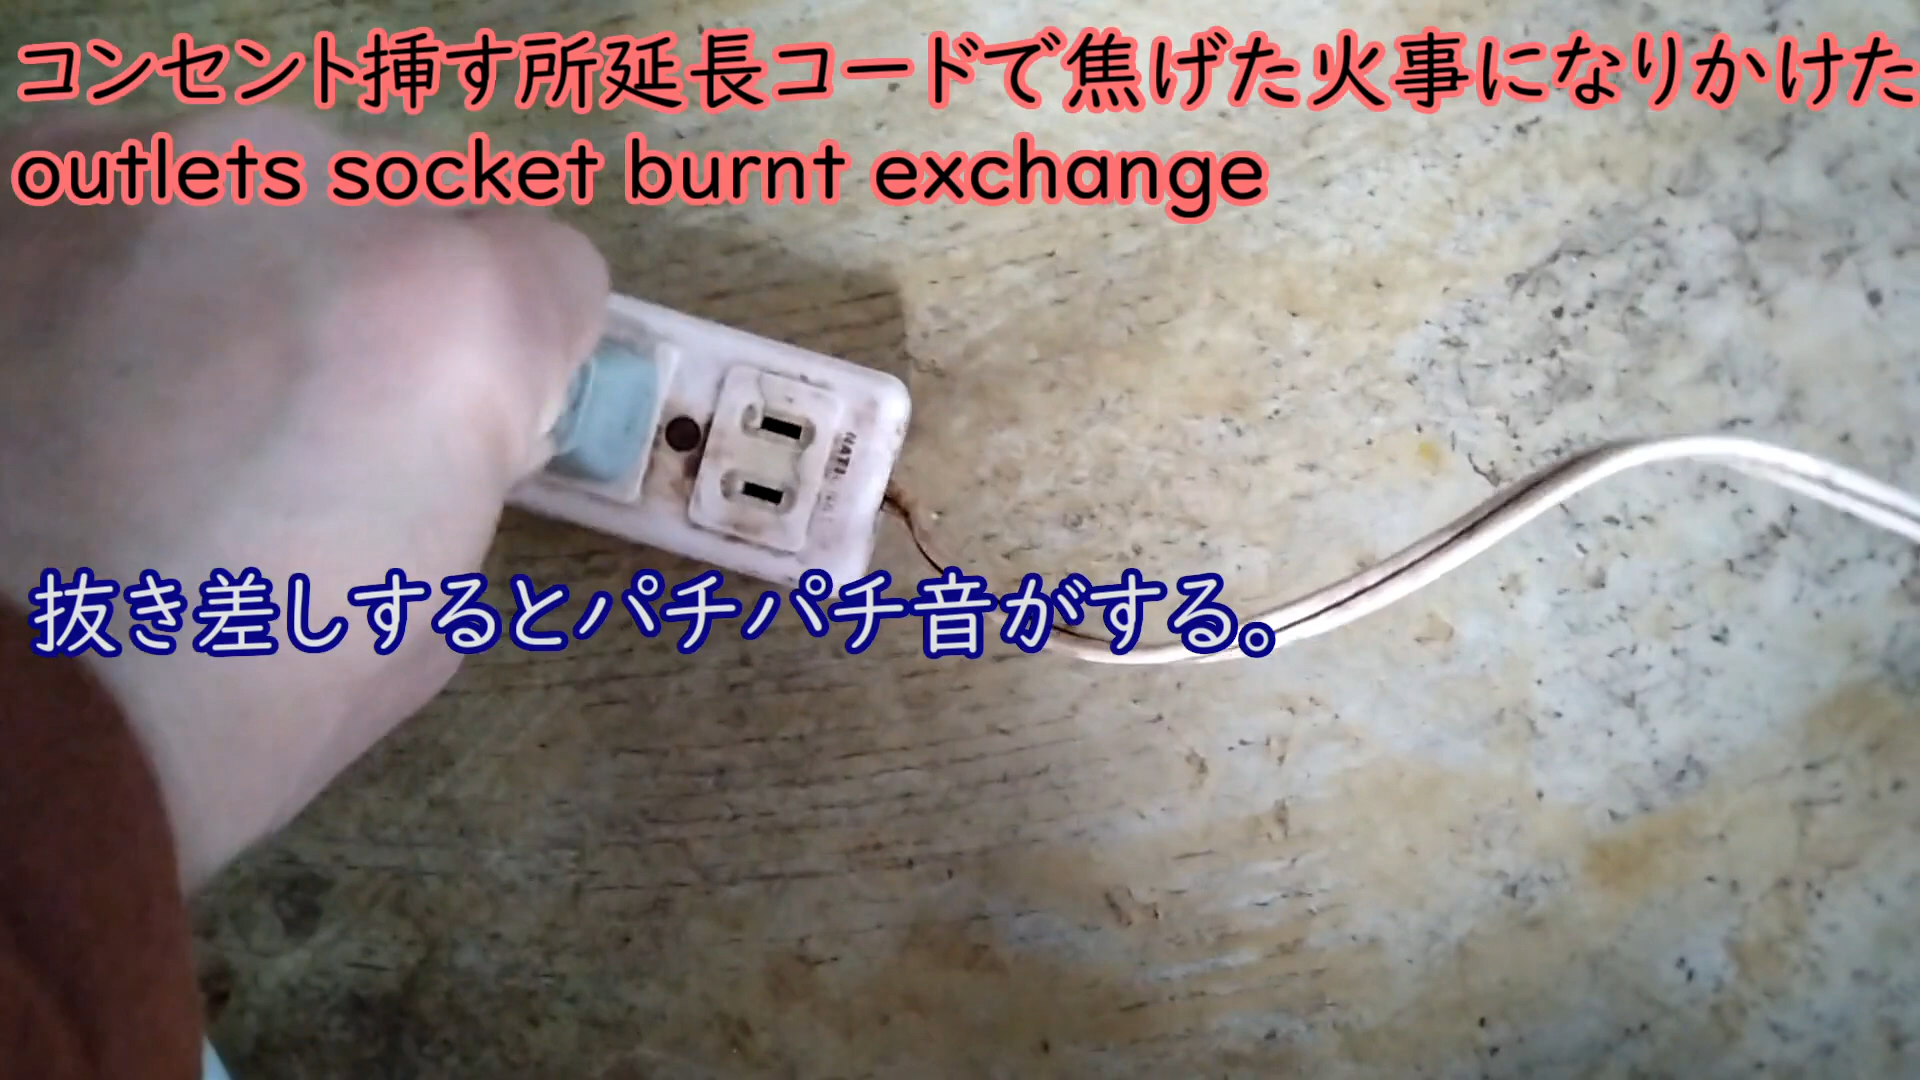 コンセント挿す所延長コードで焦げた火事になりかけた
outlets socket burnt exchange
抜き差しするとパチパチ音がする。